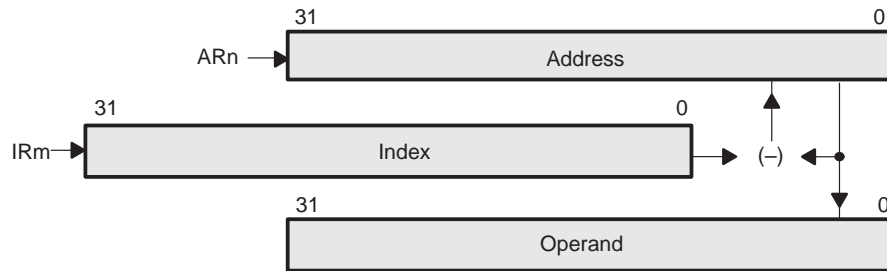 31 0
ARn Address
31 0
IRm Index (–)
31 0
Operand